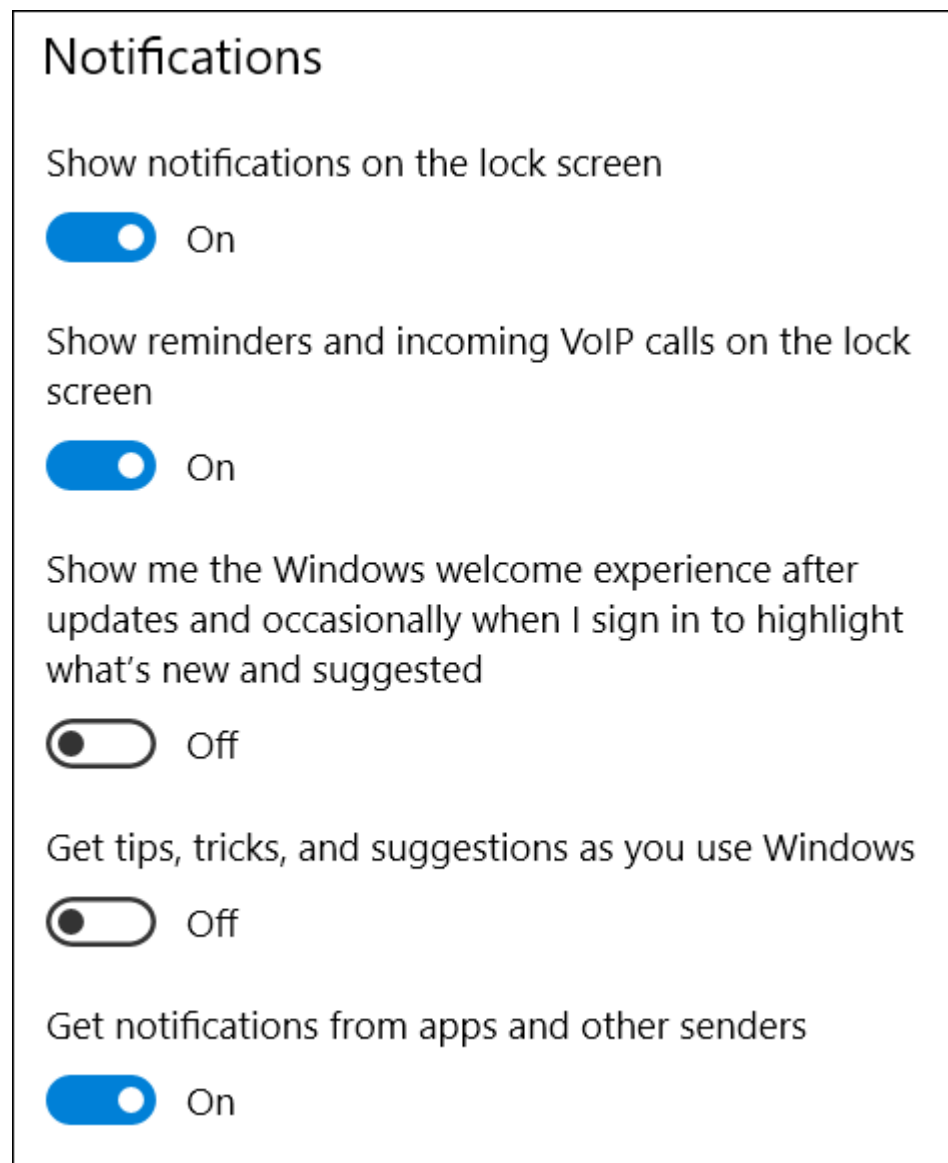 Notifications
Show notifications on the lock screen
On
Show reminders and incoming VoIP calls on the lock
screen
On
Show me the Windows welcome experience after
updates and occasionally when I sign in to highlight
what’s new and suggested
Off
Get tips, tricks, and suggestions as you use Windows
Off
Get notifications from apps and other senders
On